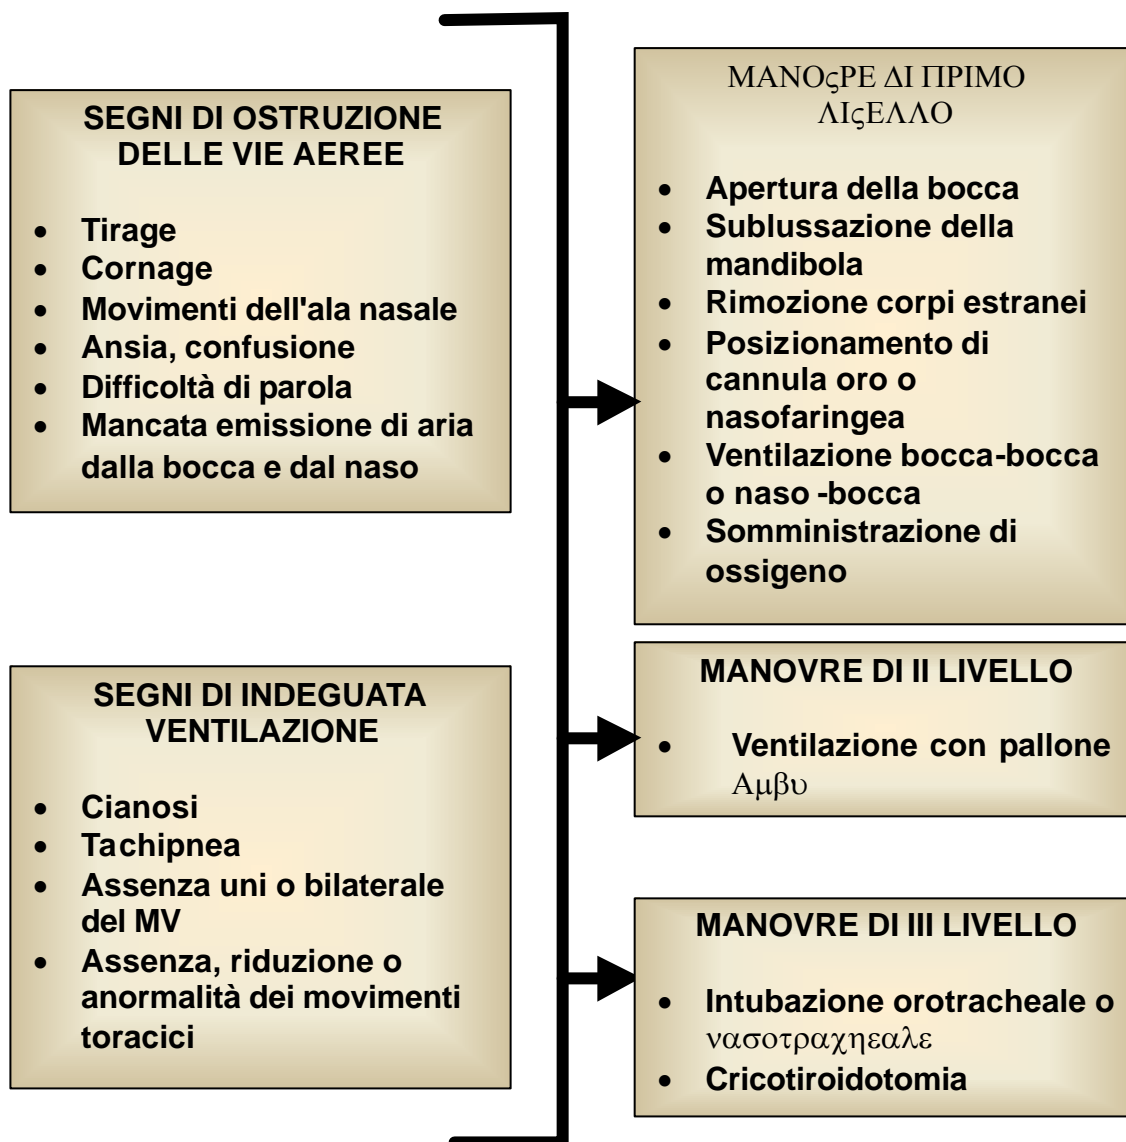 SEGNI DI OSTRUZIONE
DELLE VIE AEREE
• Tirage
• Cornage
• Movimenti dell'ala nasale
• Ansia, confusione
• Difficoltà di parola
• Mancata emissione di aria
dalla bocca e dal naso
SEGNI DI INDEGUATA
VENTILAZIONE
• Cianosi
• Tachipnea
• Assenza uni o bilaterale
del MV
• Assenza, riduzione o
anormalità dei movimenti
toracici
ΜΑΝΟςΡΕ ΔΙ ΠΡΙΜΟ
ΛΙςΕΛΛΟ
• Apertura della bocca
• Sublussazione della
mandibola
• Rimozione corpi estranei
• Posizionamento di
cannula oro o
nasofaringea
• Ventilazione bocca-bocca
o naso -bocca
• Somministrazione di
ossigeno
MANOVRE DI II LIVELLO
• Ventilazione con pallone
Αμβυ
MANOVRE DI III LIVELLO
• Intubazione orotracheale o
νασοτραχηεαλε
• Cricotiroidotomia